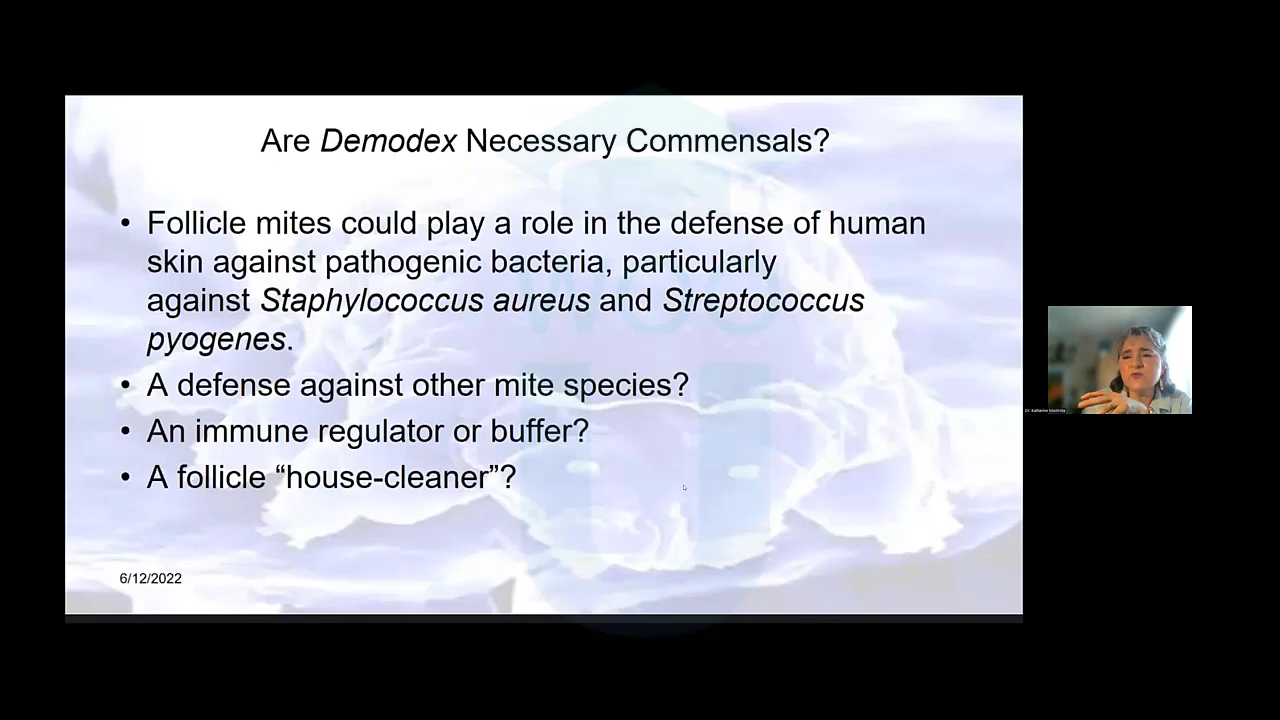 Are Demodex Necessary Commensals?
• Follicle mites could play a role in the defense of human
skin against pathogenic bacteria, particularly
against Staphylococcus aureus and Streptococcus
pyogenes.
• A defense against other mite species?
• An immune regulator or buffer?
• A follicle “house-cleaner”?
6/12/2022
Dr. Katherine